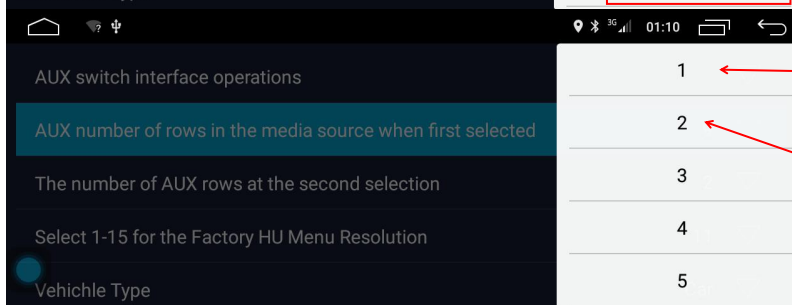 3G 01:10
AUX switch interface operations
1
AUX number of rows in the media source when first selected
2
The number of AUX rows at the second selection
3
Select 1-15 for the Factory HU Menu Resolution
4
Vehichle Type
5